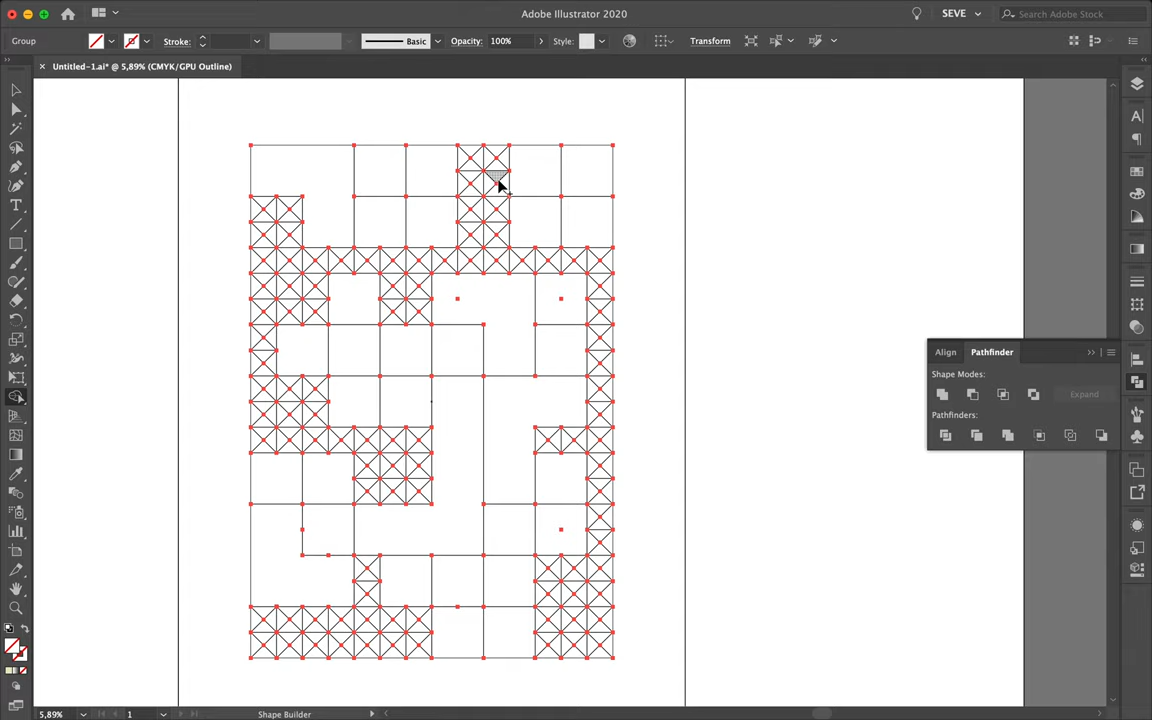 Adobe Illustrator 2020
SEVE
Search Adobe Stock
Group
Stroke:
Basic
Opacity:
100%
Style:
Transform
Untitled-1.ai* @ 5,89% (CMYK/GPU Outline)
Align
Pathfinder
Shape Modes:
Expand
Pathfinders:
5,89%
1
Shape Builder